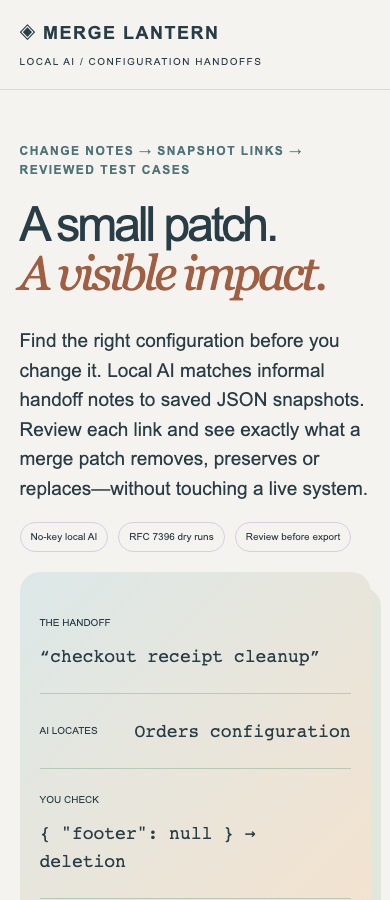 ◈ MERGE LANTERN
LOCAL AI / CONFIGURATION HANDOFFS
CHANGE NOTES → SNAPSHOT LINKS →
REVIEWED TEST CASES
A small patch.
A visible impact.
Find the right configuration before you
change it. Local AI matches informal
handoff notes to saved JSON snapshots.
Review each link and see exactly what a
merge patch removes, preserves or
replaces—without touching a live system.
No-key local AI
RFC 7396 dry runs
Review before export
THE HANDOFF
“checkout receipt cleanup”
AI LOCATES
Orders configuration
YOU CHECK
{ "footer": null } →
deletion